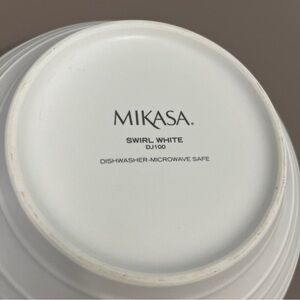 MIKASA.
SWIRL WHITE
DJ100
DISHWASHER-MICROWAVE SAFE